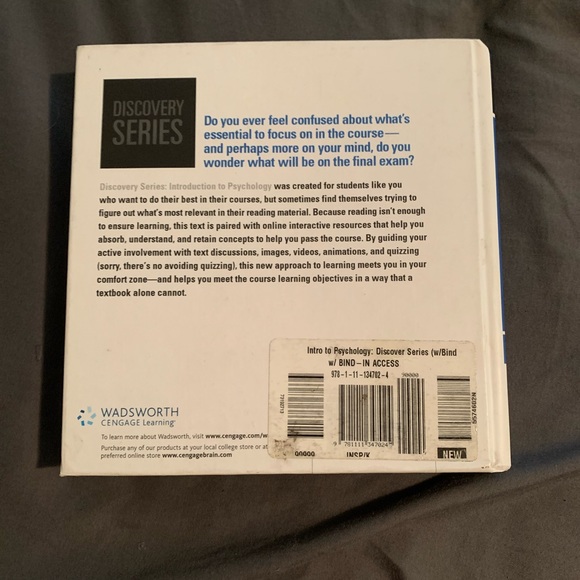 DISCOVERY
SERIES
Do you ever feel confused about what's
essential to focus on in the course—
and perhaps more on your mind, do you
wonder what will be on the final exam?
Discovery Series: Introduction to Psychology was created for students like you
who want to do their best in their courses, but sometimes find themselves trying to
figure out what's most relevant in their reading material. Because reading isn't enough
to ensure learning, this text is paired with online interactive resources that help you
absorb, understand, and retain concepts to help you pass the course. By guiding your
active involvement with text discussions, images, videos, animations, and quizzing
(sorry, there's no avoiding quizzing), this new approach to learning meets you in your
comfort zone—and helps you meet the course learning objectives in a way that a
textbook alone cannot.
Intro to Psychology: Discover Series (w/Bind
w/ BIND-IN ACCESS
978-1-11-134702-4
90000
9 781111 347024
INSP/K
NEW
WADSWORTH
CENGAGE Learning
To learn more about Wadsworth, visit www.cengage.com/w
Purchase any of our products at your local college store or at
preferred online store www.cengagebrain.com
00000